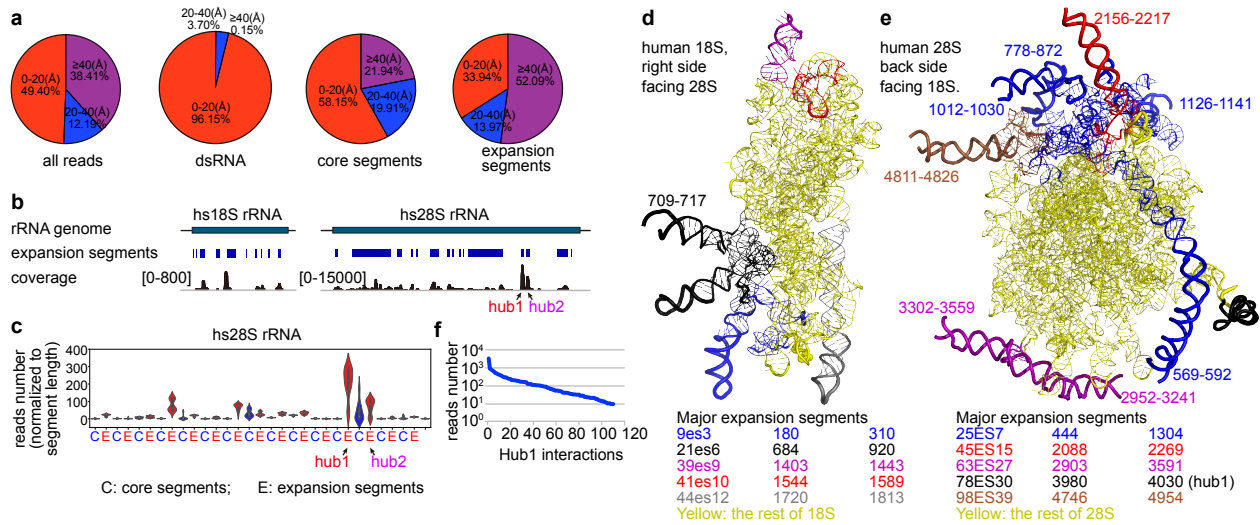 a
0-20(Å)
49.40%
≥40(Å)
38.41%
20-40(Å)
12.19%
all reads
20-40(Å)
3.70%
≥40(Å)
0.15%
0-20(Å)
96.15%
dsRNA
≥40(Å)
21.94%
0-20(Å)
58.15%
20-40(Å)
19.91%
core segments
0-20(Å)
33.94%
≥40(Å)
52.09%
20-40(Å)
13.97%
expansion
segments
b
hs18S rRNA
hs28S rRNA
rRNA genome
expansion segments
coverage
[0-800]
[0-15000]
hub1
hub2
c
hs28S rRNA
reads number
(normalized to
segment length)
400
300
200
100
0
CECECECECECECECECECECECECECECE
hub1
hub2
C: core segments; E: expansion segments
f
reads number
10⁴
10³
10²
10¹
10⁰
0 20 40 60 80 100 120
Hub1 interactions
d
human 18S,
right side
facing 28S
709-717
Major expansion segments
9es3 180 310
21es6 684 920
39es9 1403 1443
41es10 1544 1589
44es12 1720 1813
Yellow: the rest of 18S
e
human 28S
back side
facing 18S.
2156-2217
778-872
1012-1030
1126-1141
4811-4826
3302-3559
569-592
2952-3241
Major expansion segments
25ES7 444 1304
45ES15 2088 2269
63ES27 2903 3591
78ES30 3980 4030 (hub1)
98ES39 4746 4954
Yellow: the rest of 28S